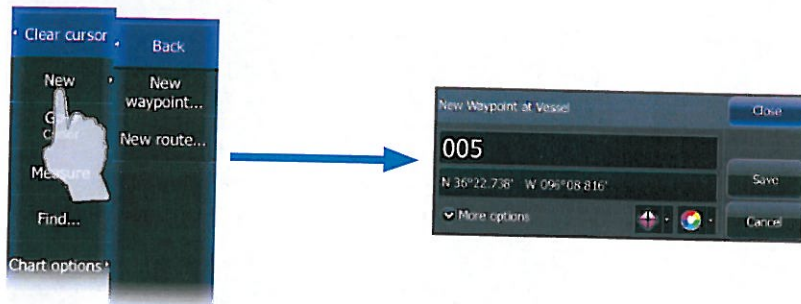 Clear cursor
New
Cursor
Measure
Find...
Chart options
Back
New
waypoint...
New route...
New Waypoint at Vessel
Close
005
N 36°22.738' W 096°08.816'
Save
More options
Cancel